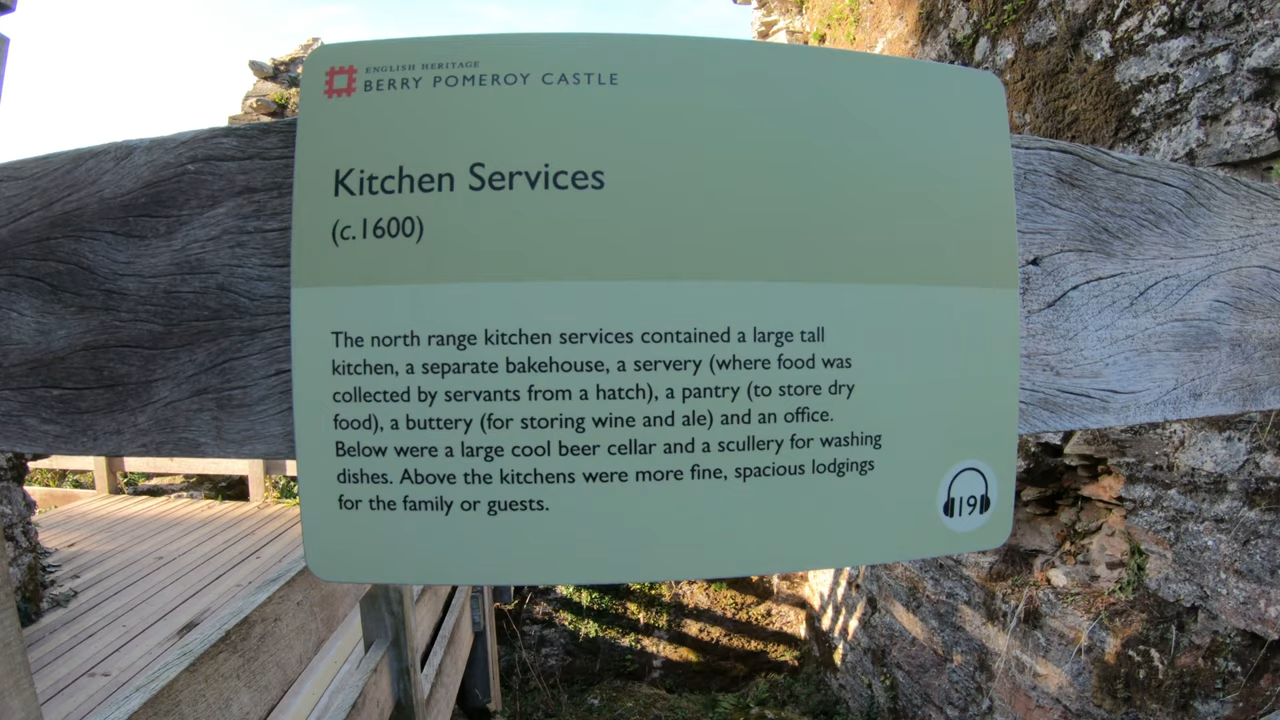 ENGLISH HERITAGE
BERRY POMEROY CASTLE
Kitchen Services
(c.1600)
The north range kitchen services contained a large tall
kitchen, a separate bakehouse, a servery (where food was
collected by servants from a hatch), a pantry (to store dry
food), a buttery (for storing wine and ale) and an office.
Below were a large cool beer cellar and a scullery for washing
dishes. Above the kitchens were more fine, spacious lodgings
for the family or guests.
19